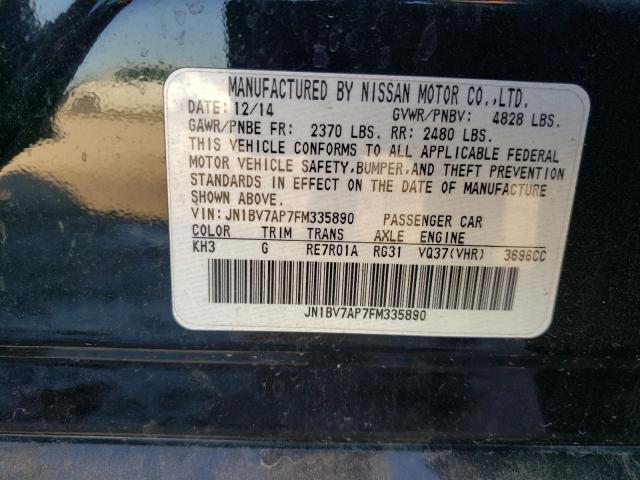 MANUFACTURED BY NISSAN MOTOR CO.,LTD.
DATE: 12/14 GVWR/PNBV: 4828 LBS.
GAWR/PNBE FR: 2370 LBS. RR: 2480 LBS.
THIS VEHICLE CONFORMS TO ALL APPLICABLE FEDERAL
MOTOR VEHICLE SAFETY,BUMPER,AND THEFT PREVENTION
STANDARDS IN EFFECT ON THE DATE OF MANUFACTURE
SHOWN ABOVE.
VIN: JN1BV7AP7FM335890 PASSENGER CAR
COLOR TRIM TRANS AXLE ENGINE
KH3 G RE7R01A RG31 VQ37(VHR) 3696CC
JN1BV7AP7FM335890